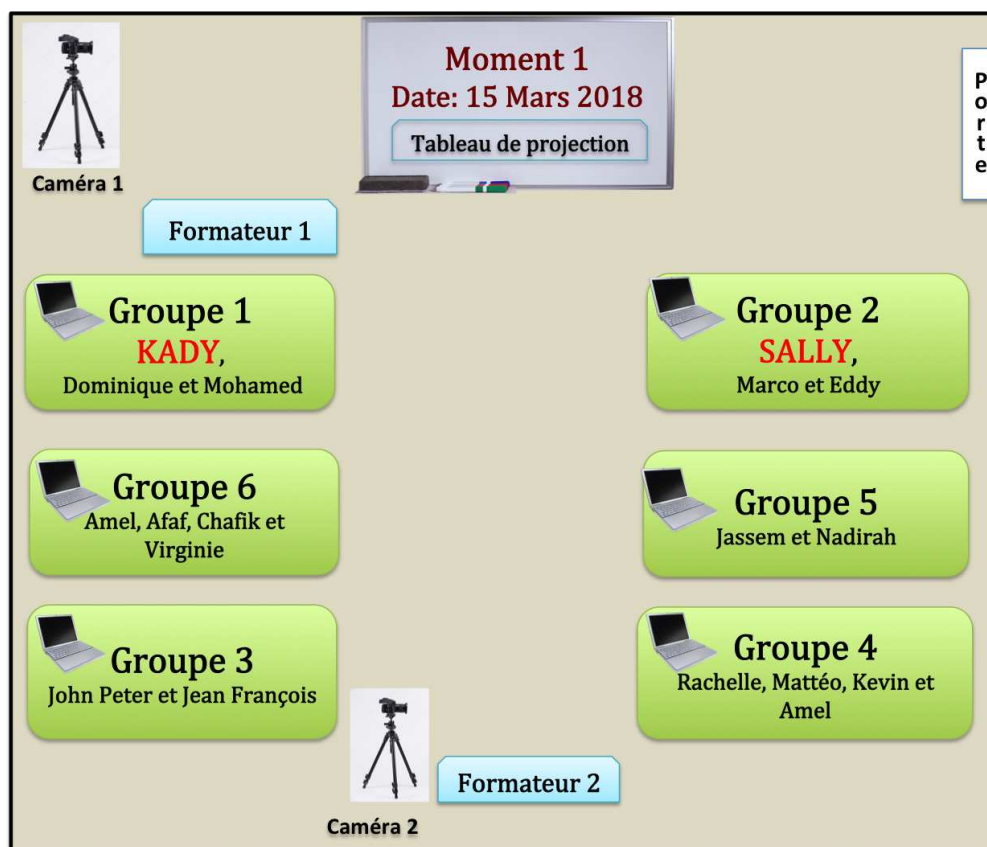 Moment 1
Date: 15 Mars 2018
Tableau de projection
Porte
Caméra 1
Formateur 1
Groupe 1
KADY,
Dominique et Mohamed
Groupe 2
SALLY,
Marco et Eddy
Groupe 6
Amel, Afaf, Chafik et
Virginie
Groupe 5
Jassem et Nadirah
Groupe 3
John Peter et Jean François
Groupe 4
Rachelle, Mattéo, Kevin et
Amel
Formateur 2
Caméra 2